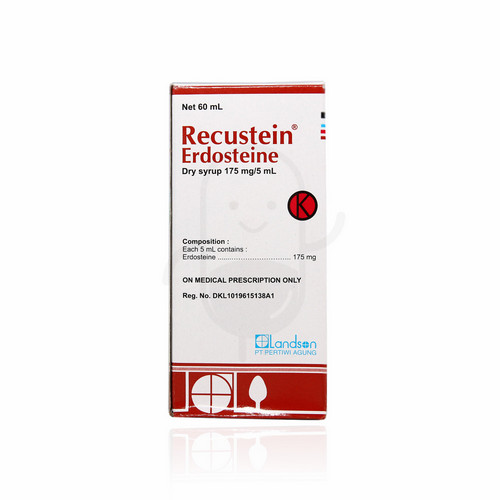 Net 60 mL
Recustein®
Erdosteine
Dry syrup 175 mg/5 mL
K
Composition :
Each 5 mL contains :
Erdosteine ........................... 175 mg
ON MEDICAL PRESCRIPTION ONLY
Reg. No. DKL1019615138A1
Landson
PT PERTIWI AGUNG